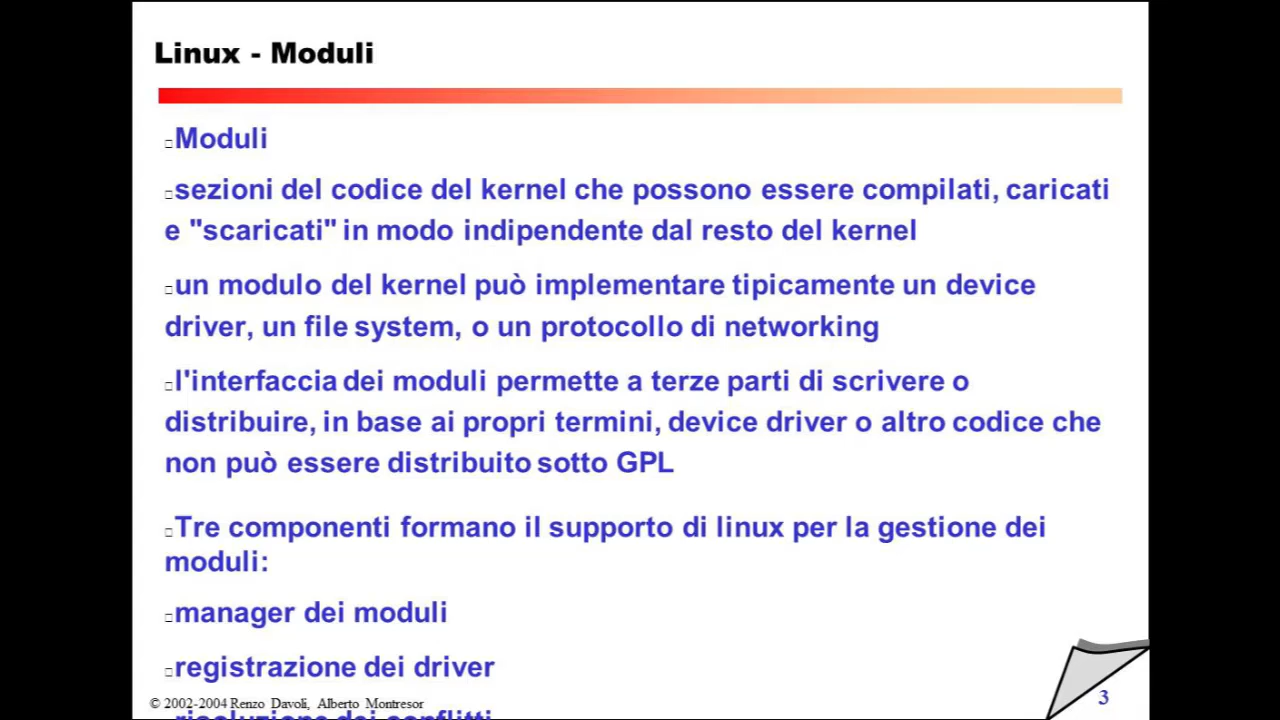 Linux - Moduli
Moduli
sezioni del codice del kernel che possono essere compilati, caricati
e "scaricati" in modo indipendente dal resto del kernel
un modulo del kernel può implementare tipicamente un device
driver, un file system, o un protocollo di networking
l'interfaccia dei moduli permette a terze parti di scrivere o
distribuire, in base ai propri termini, device driver o altro codice che
non può essere distribuito sotto GPL
Tre componenti formano il supporto di linux per la gestione dei
moduli:
manager dei moduli
registrazione dei driver
© 2002-2004 Renzo Davoli, Alberto Montresor
3
risoluzione dei conflitti